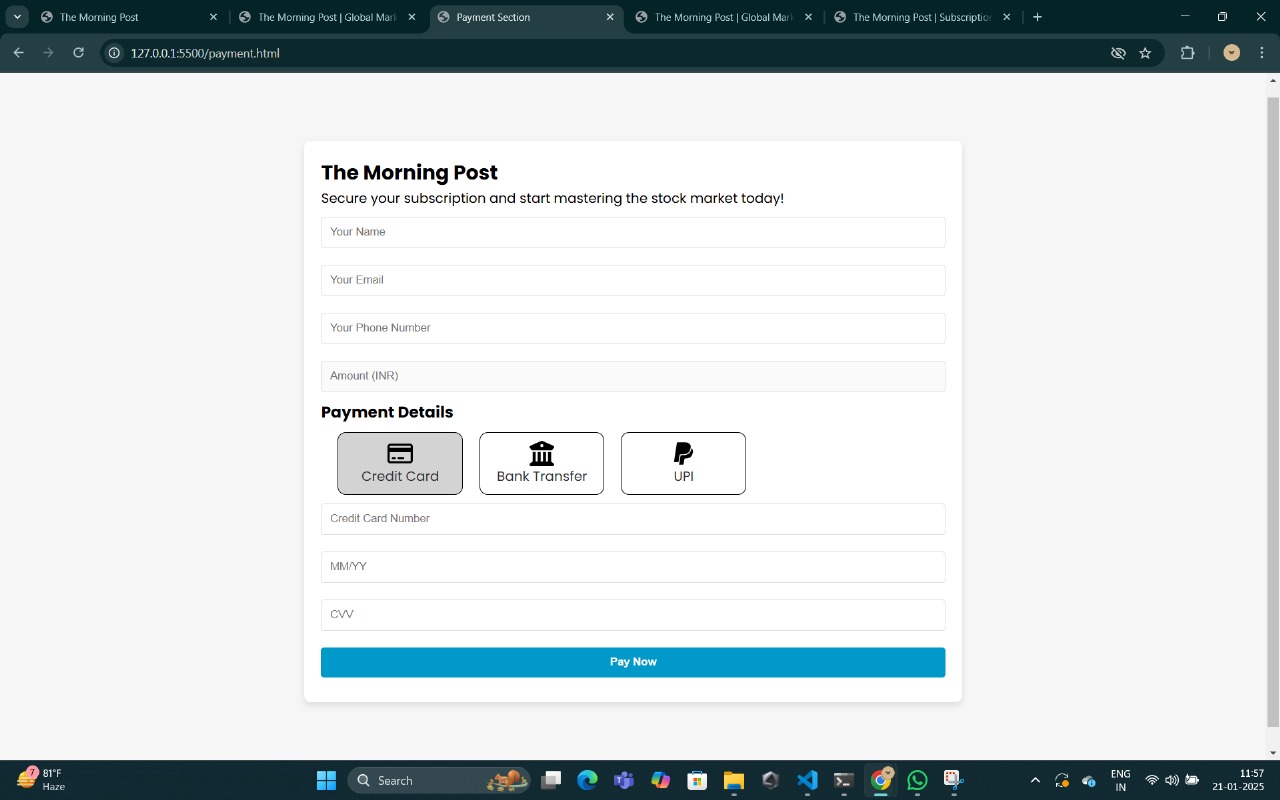 The Morning Post
The Morning Post | Global Mark
Payment Section
The Morning Post | Global Mark
The Morning Post | Subscription
127.0.0.1:5500/payment.html
The Morning Post
Secure your subscription and start mastering the stock market today!
Your Name
Your Email
Your Phone Number
Amount (INR)
Payment Details
Credit Card
Bank Transfer
UPI
Credit Card Number
MM/YY
CVV
Pay Now
7
81°F
Haze
Search
ENG
IN
11:57
21-01-2025